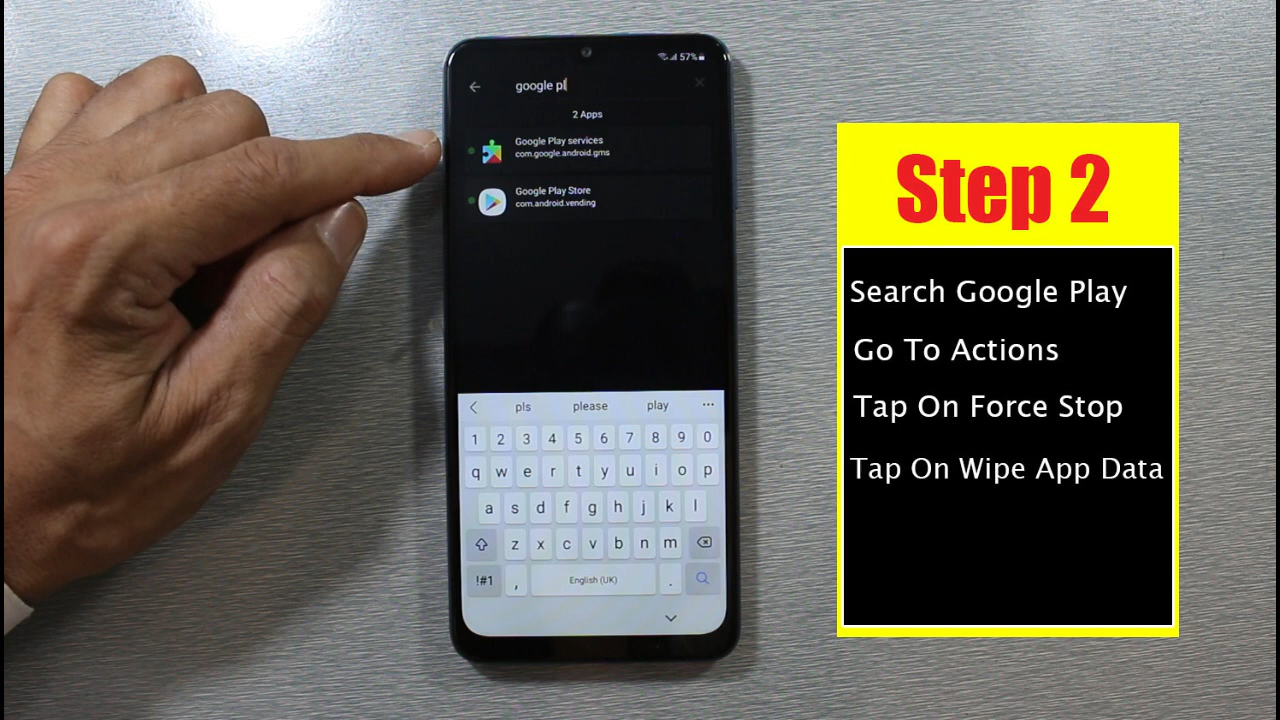 57%
google pl
2 Apps
Google Play services
com.google.android.gms
Google Play Store
com.android.vending
pls please play
1 2 3 4 5 6 7 8 9 0
q w e r t y u i o p
a s d f g h j k l
z x c v b n m
!#1 , English (UK) .
Step 2
Search Google Play
Go To Actions
Tap On Force Stop
Tap On Wipe App Data